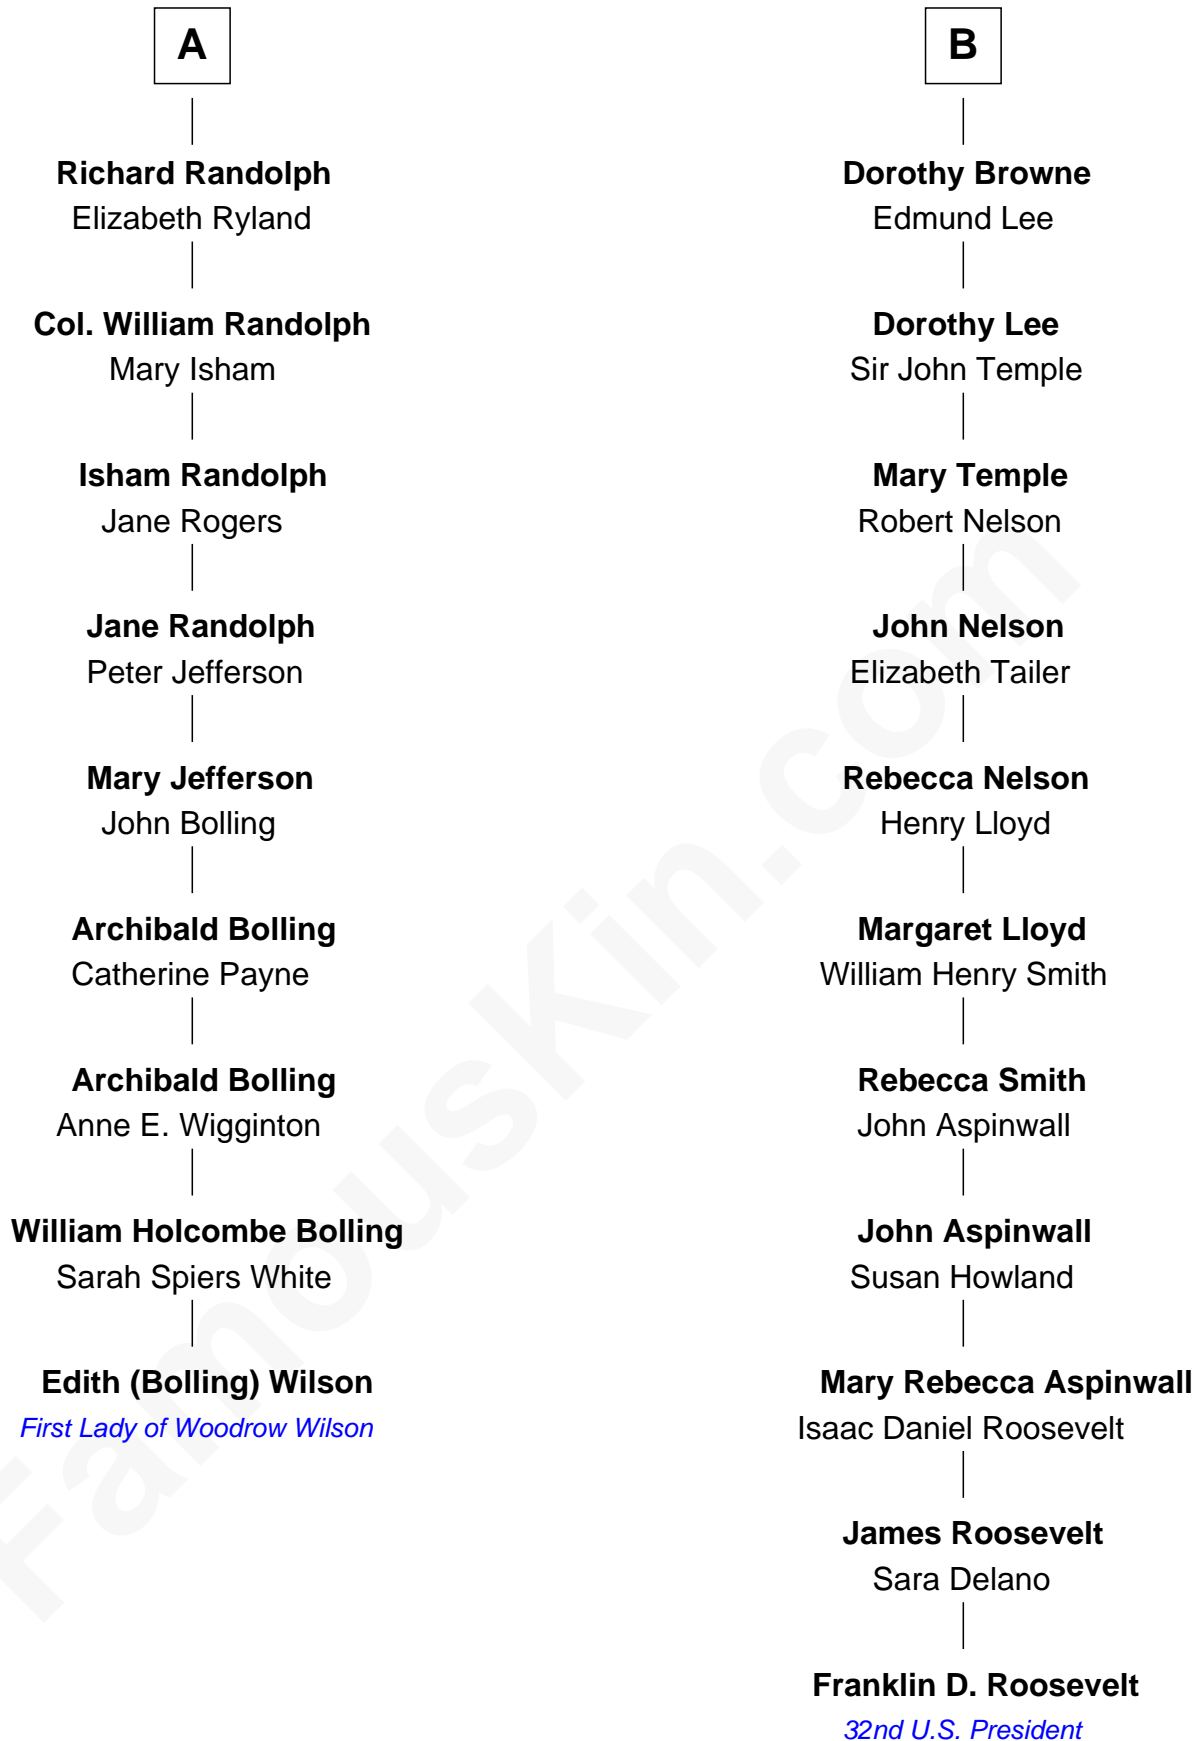 A
Richard Randolph
Elizabeth Ryland
Col. William Randolph
Mary Isham
Isham Randolph
Jane Rogers
Jane Randolph
Peter Jefferson
Mary Jefferson
John Bolling
Archibald Bolling
Catherine Payne
Archibald Bolling
Anne E. Wigginton
William Holcombe Bolling
Sarah Spiers White
Edith (Bolling) Wilson
First Lady of Woodrow Wilson
B
Dorothy Browne
Edmund Lee
Dorothy Lee
Sir John Temple
Mary Temple
Robert Nelson
John Nelson
Elizabeth Tailer
Rebecca Nelson
Henry Lloyd
Margaret Lloyd
William Henry Smith
Rebecca Smith
John Aspinwall
John Aspinwall
Susan Howland
Mary Rebecca Aspinwall
Isaac Daniel Roosevelt
James Roosevelt
Sara Delano
Franklin D. Roosevelt
32nd U.S. President
FamousKin.com